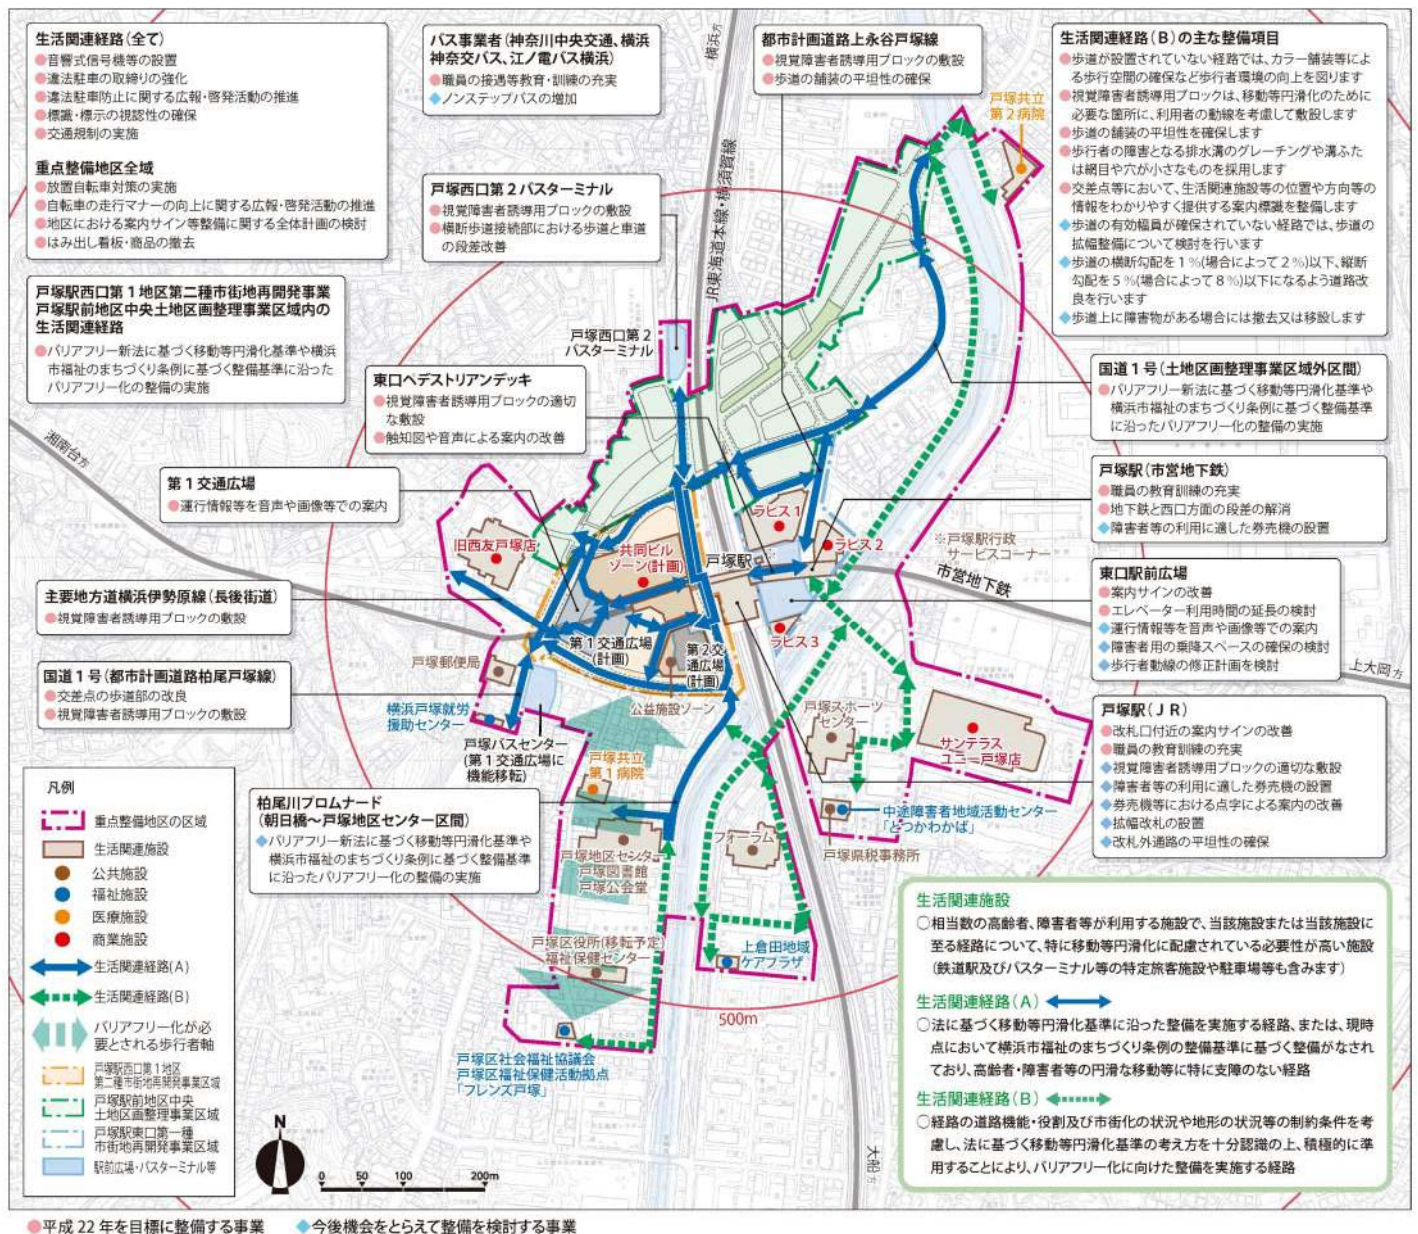 生活関連経路(全て)
●音響式信号機等の設置
●違法駐車の取締りの強化
●違法駐車防止に関する広報・啓発活動の推進
●標識・標示の視認性の確保
●交通規制の実施
重点整備地区全域
●放置自転車対策の実施
●自転車の走行マナーの向上に関する広報・啓発活動の推進
●地区における案内サイン等整備に関する全体計画の検討
●はみ出し看板・商品の撤去
バス事業者(神奈川中央交通、横浜
神奈交バス、江ノ電バス横浜)
●職員の接遇等教育・訓練の充実
◆ノンステップバスの増加
都市計画道路上永谷戸塚線
●視覚障害者誘導用ブロックの敷設
●歩道の舗装の平坦性の確保
生活関連経路(B)の主な整備項目
●歩道が設置されていない経路では、カラー舗装等によ
る歩行空間の確保など歩行者環境の向上を図ります
●視覚障害者誘導用ブロックは、移動等円滑化のために
必要な箇所に、利用者の動線を考慮して敷設します
●歩道の舗装の平坦性を確保します
●歩行者の障害となる排水溝のグレーチングや溝ふた
は網目や穴が小さなものを採用します
●交差点等において、生活関連施設等の位置や方向等の
情報をわかりやすく提供する案内標識を整備します
◆歩道の有効幅員が確保されていない経路では、歩道の
拡幅整備について検討を行います
◆歩道の横断勾配を1%(場合によって2%)以下、縦断
勾配を5%(場合によって8%)以下になるよう道路改
良を行います
◆歩道上に障害物がある場合には撤去又は移設します
戸塚西口第2バスターミナル
●視覚障害者誘導用ブロックの敷設
●横断歩道接続部における歩道と車道
の段差改善
戸塚駅西口第1地区第二種市街地再開発事業
戸塚駅前地区中央土地区画整理事業区域内の
生活関連経路
●バリアフリー新法に基づく移動等円滑化基準や横浜
市福祉のまちづくり条例に基づく整備基準に沿った
バリアフリー化の整備の実施
東口ペデストリアンデッキ
●視覚障害者誘導用ブロックの適切
な敷設
●触知図や音声による案内の改善
国道1号(土地区画整理事業区域外区間)
●バリアフリー新法に基づく移動等円滑化基準や
横浜市福祉のまちづくり条例に基づく整備基準
に沿ったバリアフリー化の整備の実施
第1交通広場
●運行情報等を音声や画像等での案内
戸塚駅(市営地下鉄)
●職員の教育訓練の充実
●地下鉄と西口方面の段差の解消
◆障害者等の利用に適した券売機の設置
主要地方道横浜伊勢原線(長後街道)
●視覚障害者誘導用ブロックの敷設
東口駅前広場
●案内サインの改善
●エレベーター利用時間の延長の検討
◆運行情報等を音声や画像等での案内
◆障害者用の乗降スペースの確保の検討
◆歩行者動線の修正計画を検討
国道1号(都市計画道路柏尾戸塚線)
●交差点の歩道部の改良
●視覚障害者誘導用ブロックの敷設
戸塚駅(JR)
●改札口付近の案内サインの改善
●職員の教育訓練の充実
◆視覚障害者誘導用ブロックの適切な敷設
◆障害者等の利用に適した券売機の設置
◆券売機等における点字による案内の改善
◆拡幅改札の設置
◆改札外通路の平坦性の確保
柏尾川プロムナード
(朝日橋~戸塚地区センター区間)
◆バリアフリー新法に基づく移動等円滑化基準や
横浜市福祉のまちづくり条例に基づく整備基準
に沿ったバリアフリー化の整備の実施
横浜方
JR東海道本線・横須賀線
戸塚共立
第2病院
戸塚西口第2
バスターミナル
湘南台方
旧西友戸塚店
共同ビル
ゾーン(計画)
戸塚駅
※
ラピス1
ラピス2
ラピス3
※戸塚駅行政
サービスコーナー
市営地下鉄
上大岡方
第1交通広場
(計画)
第2交
通広場
(計画)
公益施設ゾーン
戸塚郵便局
横浜戸塚就労
援助センター
戸塚バスセンター
(第1交通広場に
機能移転)
戸塚共立
第1病院
戸塚スポーツ
センター
サンテラス
ユニー戸塚店
中途障害者地域活動センター
「とつかわかば」
戸塚県税事務所
フォーラム
戸塚地区センター
戸塚図書館
戸塚公会堂
戸塚区役所(移転予定)
福祉保健センター
上倉田地域
ケアプラザ
500m
戸塚区社会福祉協議会
戸塚区福祉保健活動拠点
「フレンズ戸塚」
大船方
凡例
重点整備地区の区域
生活関連施設
公共施設
福祉施設
医療施設
商業施設
生活関連経路(A)
生活関連経路(B)
バリアフリー化が必
要とされる歩行者軸
戸塚駅西口第1地区
第二種市街地再開発事業区域
戸塚駅前地区中央
土地区画整理事業区域
戸塚駅東口第一種
市街地再開発事業区域
駅前広場・バスターミナル等
N
0 50 100 200m
生活関連施設
○相当数の高齢者、障害者等が利用する施設で、当該施設または当該施設に
至る経路について、特に移動等円滑化に配慮されている必要性が高い施設
(鉄道駅及びバスターミナル等の特定旅客施設や駐車場等も含みます)
生活関連経路(A)
○法に基づく移動等円滑化基準に沿った整備を実施する経路、または、現時
点において横浜市福祉のまちづくり条例の整備基準に基づく整備がなされ
ており、高齢者・障害者等の円滑な移動等に特に支障のない経路
生活関連経路(B)
○経路の道路機能・役割及び市街化の状況や地形の状況等の制約条件を考
慮し、法に基づく移動等円滑化基準の考え方を十分認識の上、積極的に準
用することにより、バリアフリー化に向けた整備を実施する経路
●平成22年を目標に整備する事業 ◆今後機会をとらえて整備を検討する事業